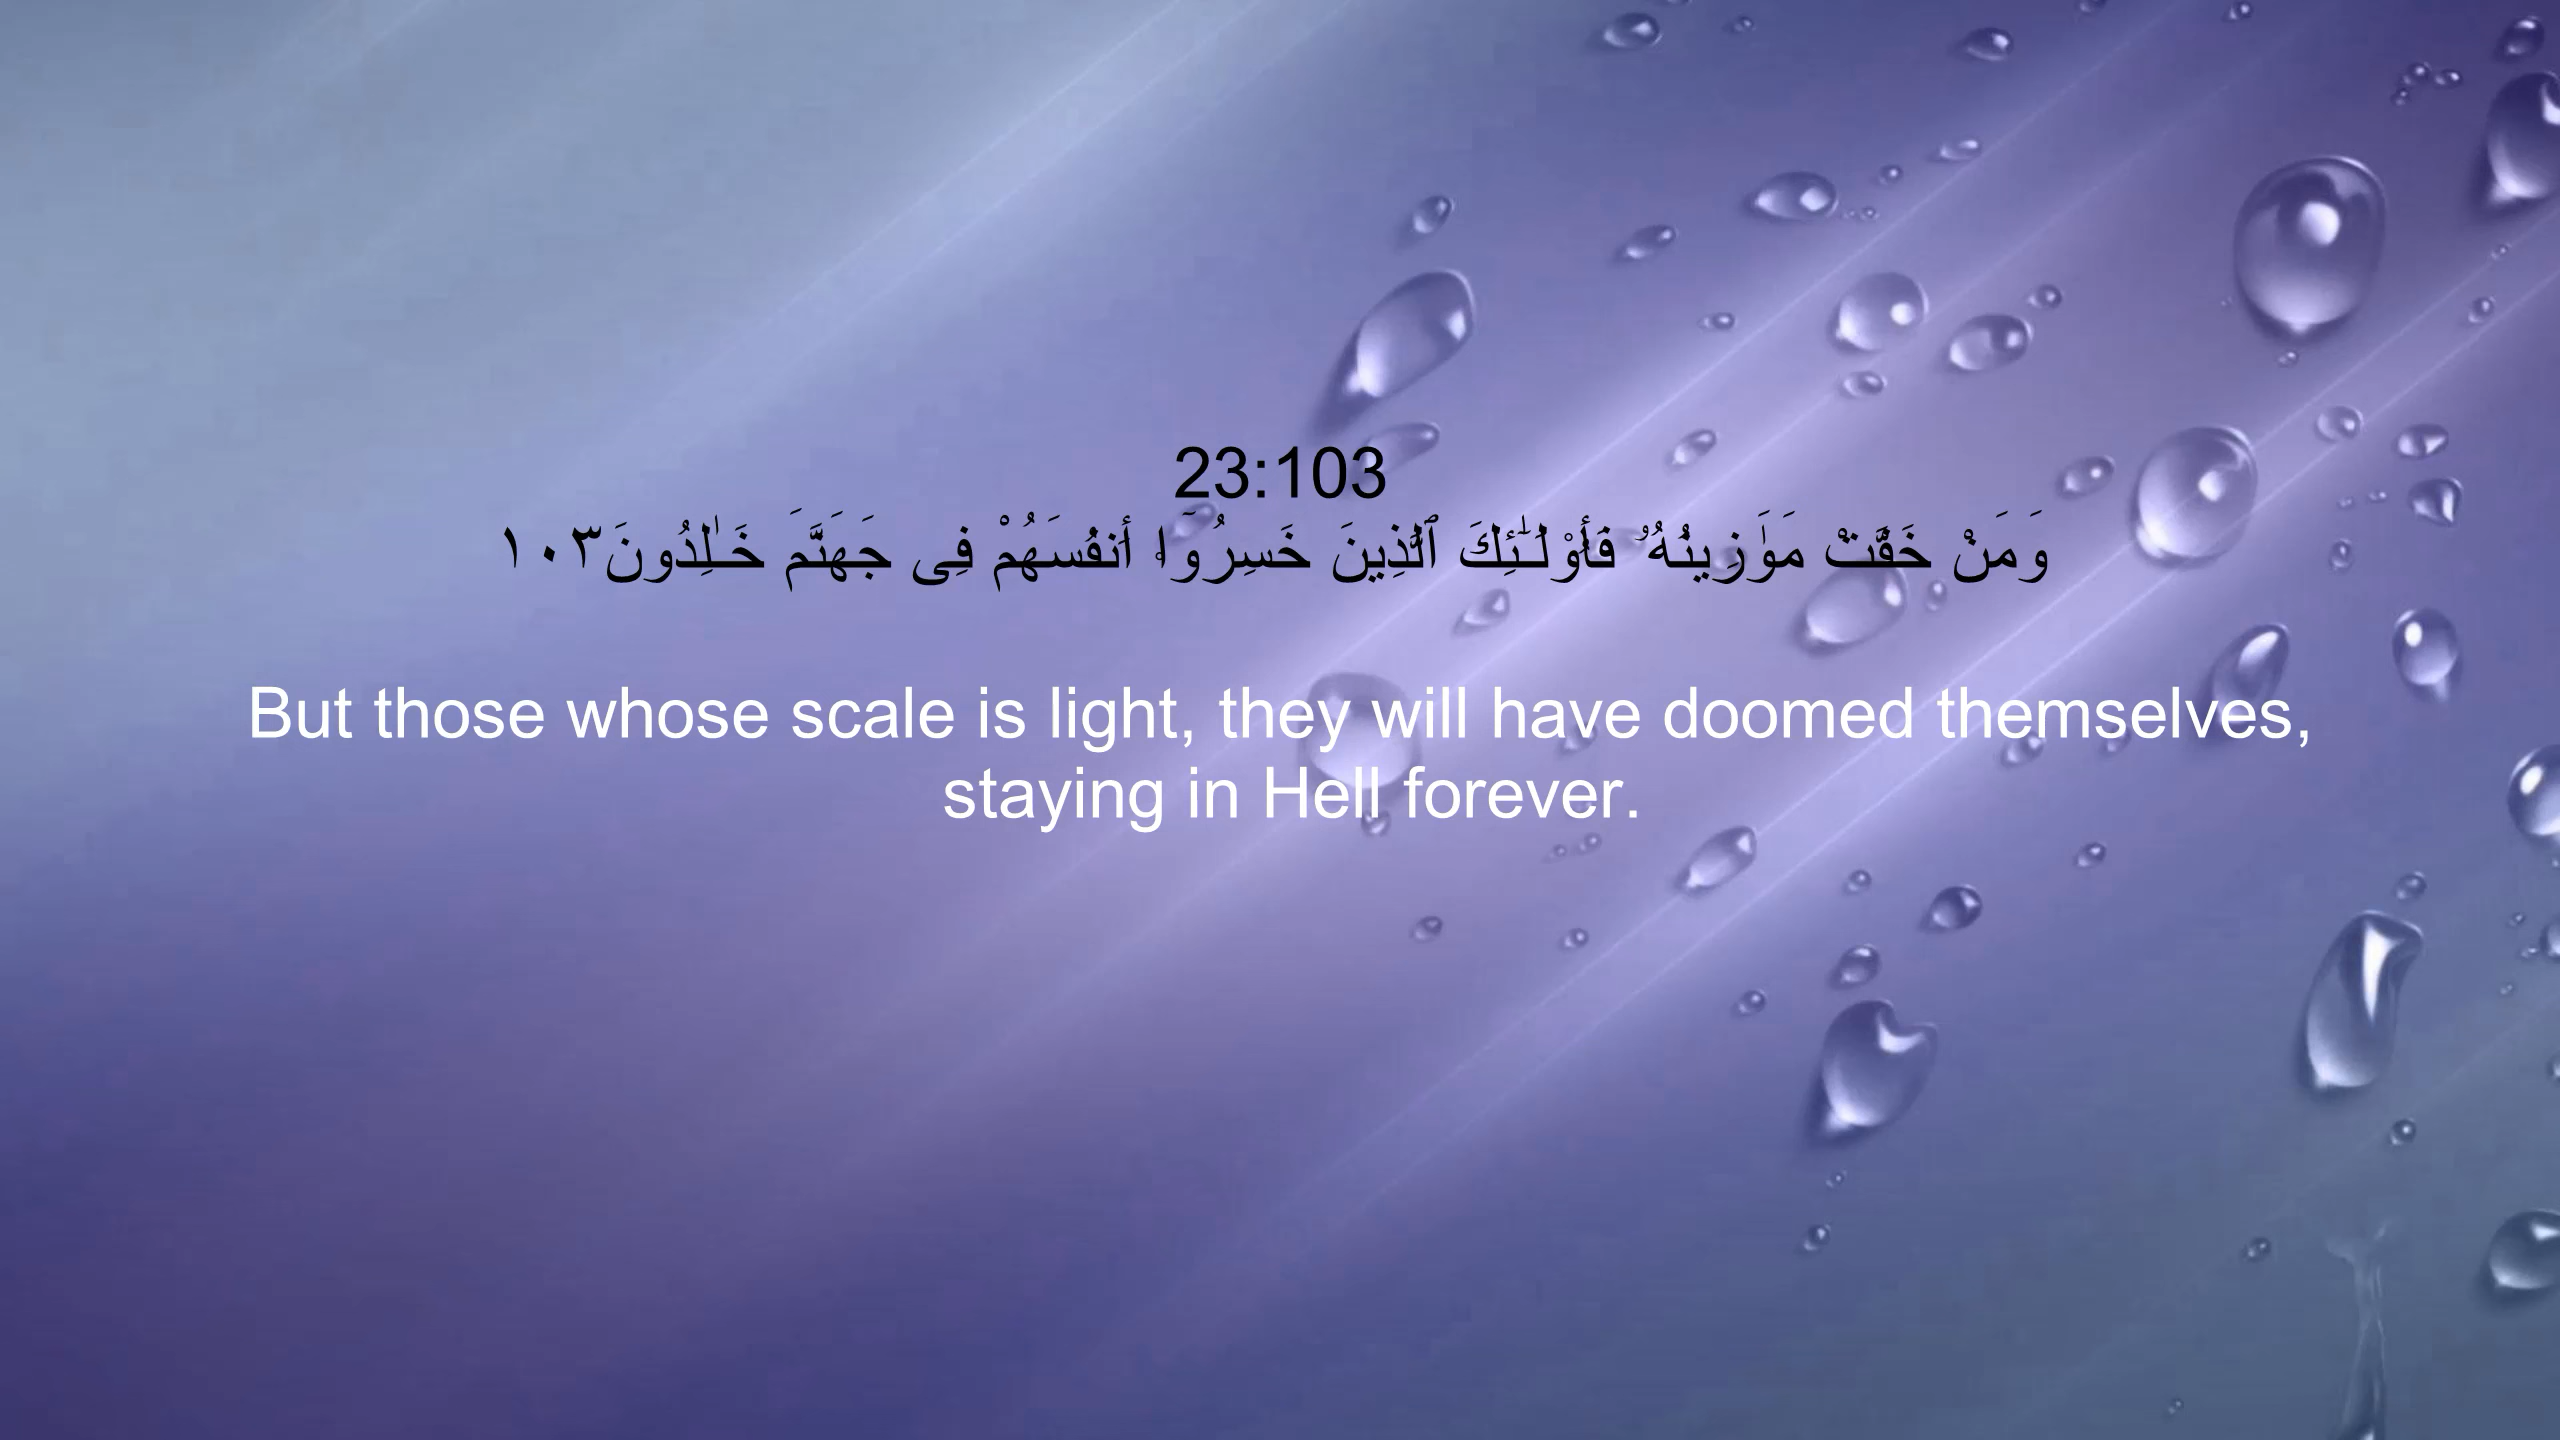 23:103
وَمَنْ خَفَّتْ مَوَٰزِينُهُۥ فَأُو۟لَـٰٓئِكَ ٱلَّذِينَ خَسِرُوٓا۟ أَنفُسَهُمْ فِى جَهَنَّمَ خَـٰلِدُونَ١٠٣
But those whose scale is light, they will have doomed themselves,
staying in Hell forever.